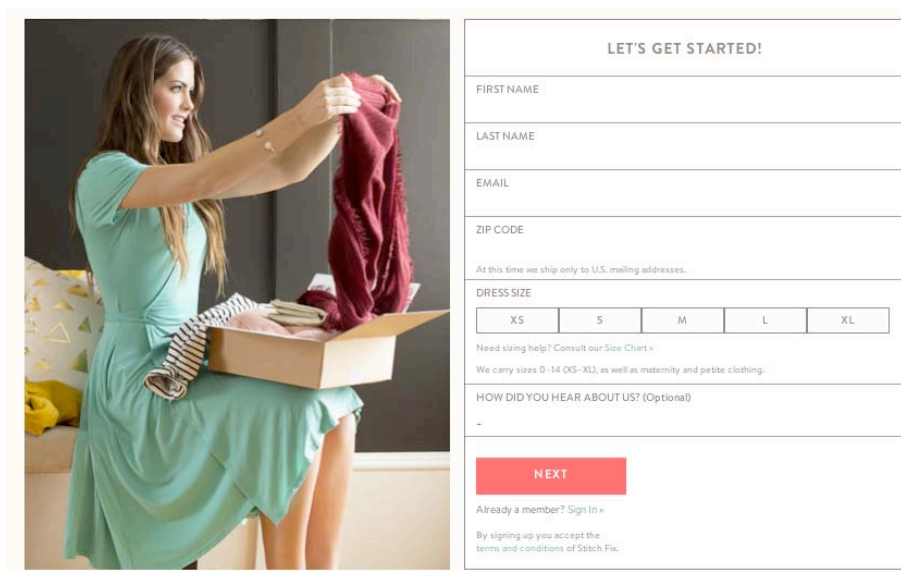 LET'S GET STARTED!
FIRST NAME
LAST NAME
EMAIL
ZIP CODE
At this time we ship only to U.S. mailing addresses.
DRESS SIZE
XS S M L XL
Need sizing help? Consult our Size Chart »
We carry sizes 0-14 (XS-XL), as well as maternity and petite clothing.
HOW DID YOU HEAR ABOUT US? (Optional)
-
NEXT
Already a member? Sign In »
By signing up you accept the
terms and conditions of Stitch Fix.